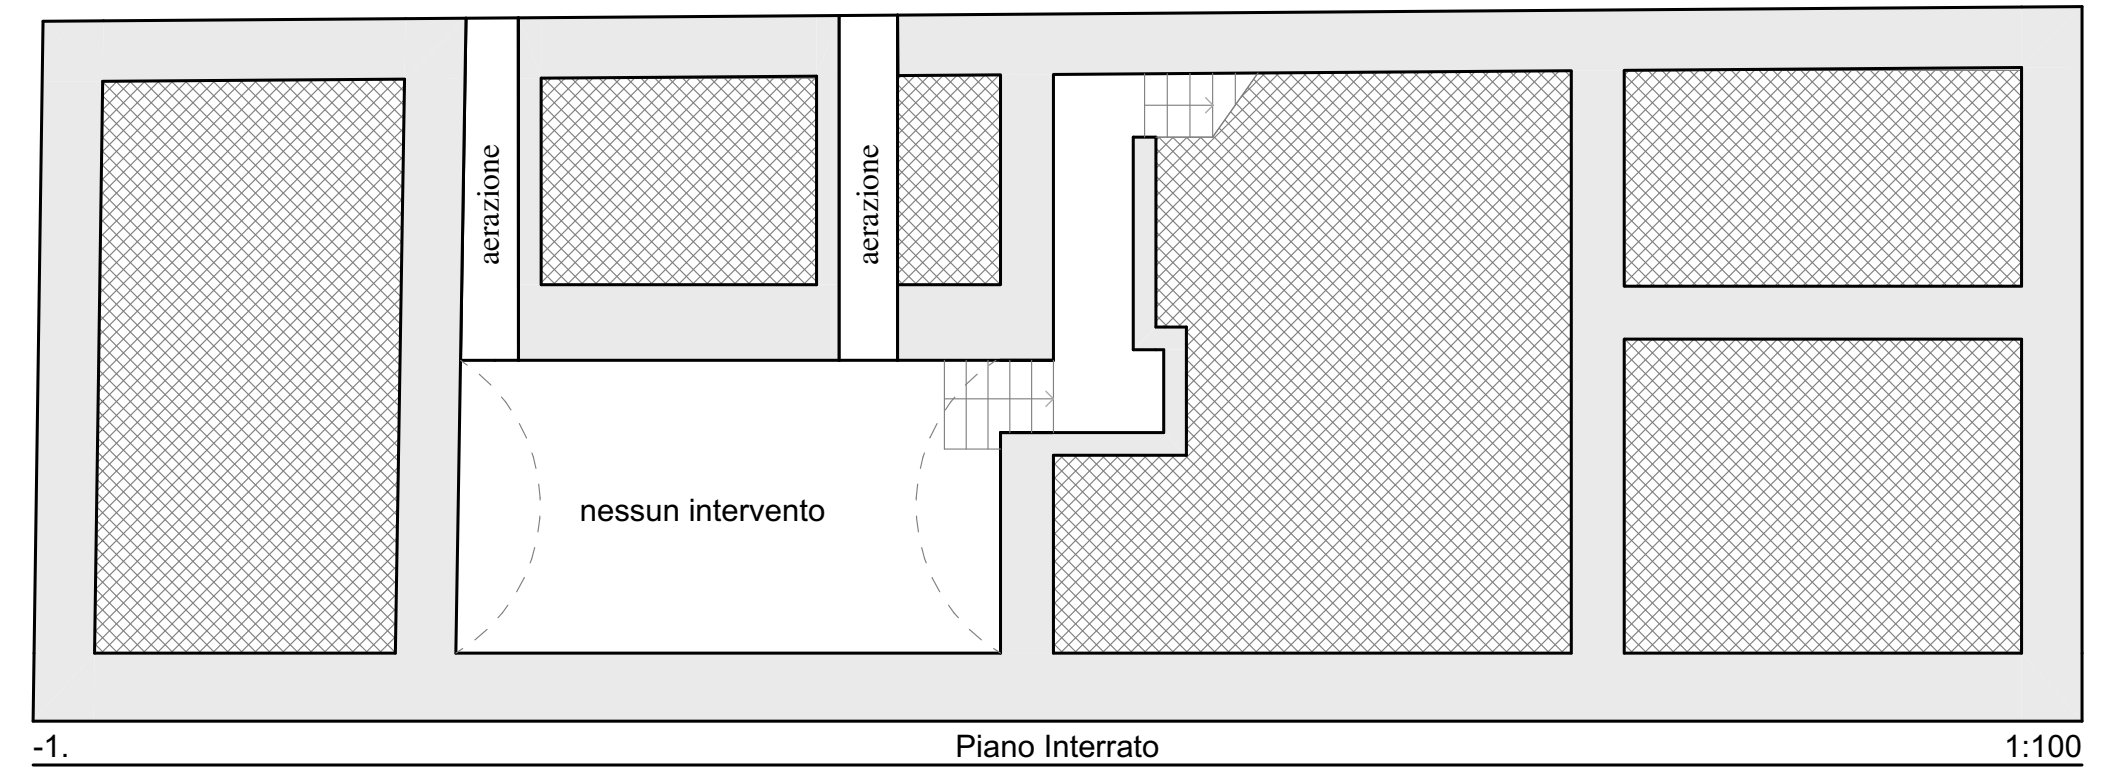 aerazione
aerazione
nessun intervento
-1. Piano Interrato 1:100